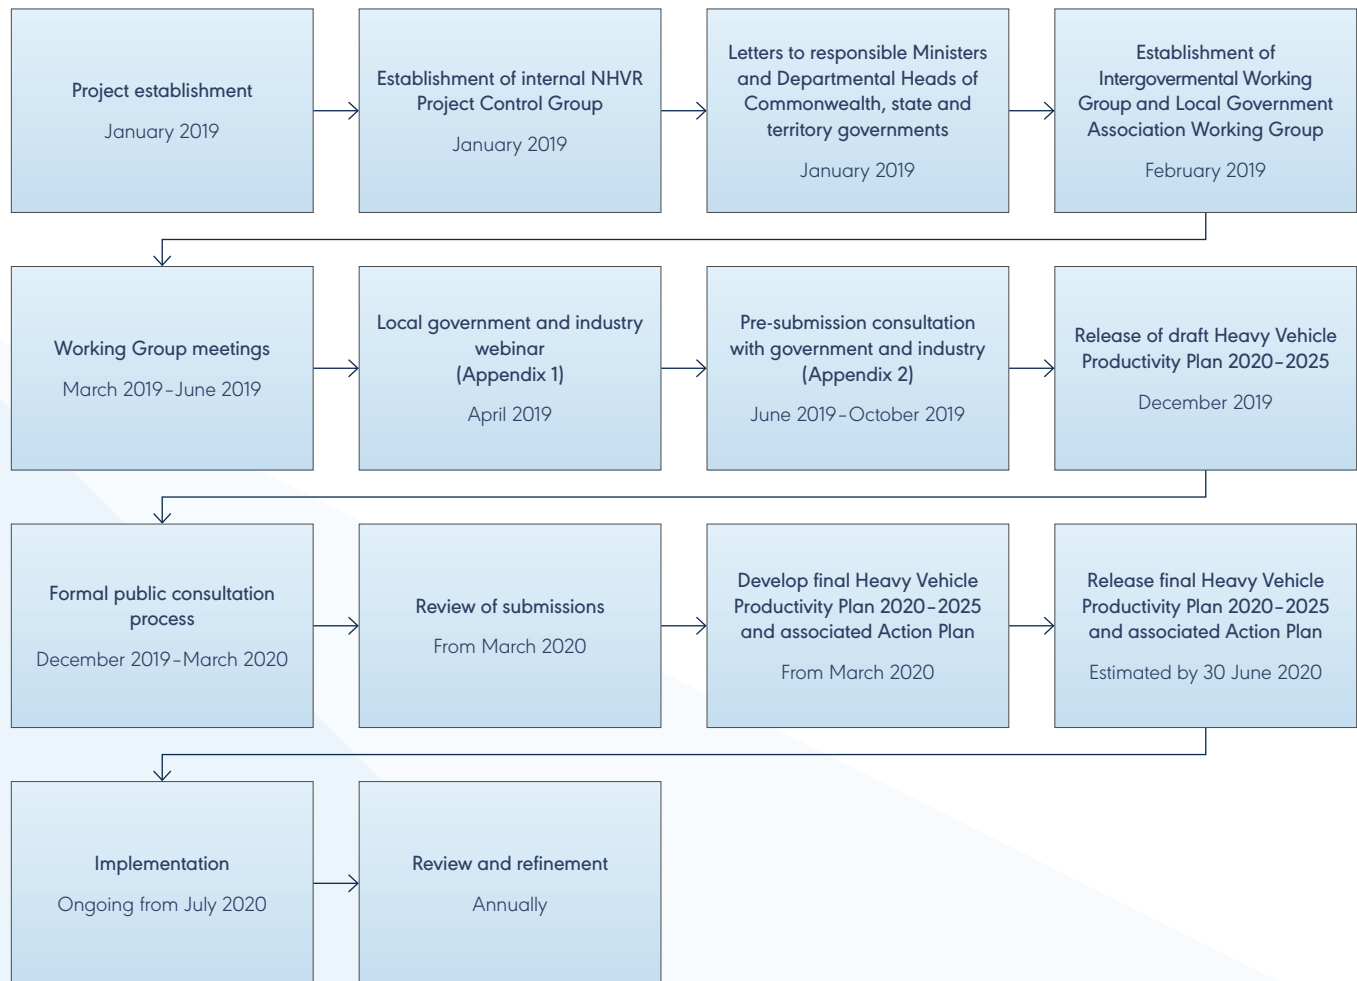 Project establishment
January 2019
Establishment of internal NHVR
Project Control Group
January 2019
Letters to responsible Ministers
and Departmental Heads of
Commonwealth, state and
territory governments
January 2019
Establishment of
Intergovermental Working
Group and Local Government
Association Working Group
February 2019
Working Group meetings
March 2019–June 2019
Local government and industry
webinar
(Appendix 1)
April 2019
Pre-submission consultation
with government and industry
(Appendix 2)
June 2019–October 2019
Release of draft Heavy Vehicle
Productivity Plan 2020–2025
December 2019
Formal public consultation
process
December 2019–March 2020
Review of submissions
From March 2020
Develop final Heavy Vehicle
Productivity Plan 2020–2025
and associated Action Plan
From March 2020
Release final Heavy Vehicle
Productivity Plan 2020–2025
and associated Action Plan
Estimated by 30 June 2020
Implementation
Ongoing from July 2020
Review and refinement
Annually